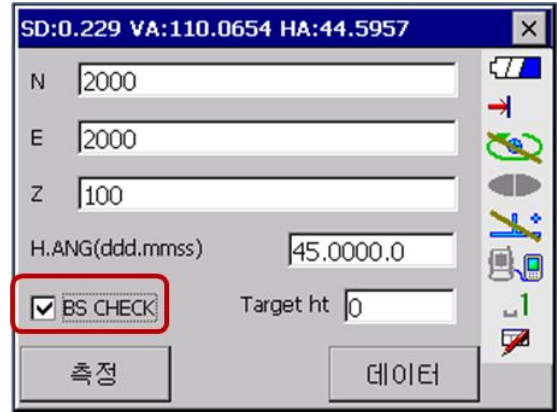 SD:0.229 VA:110.0654 HA:44.5957
N 2000
E 2000
Z 100
H.ANG(ddd.mmss) 45.0000.0
BS CHECK Target ht 0
1
측정 데이터